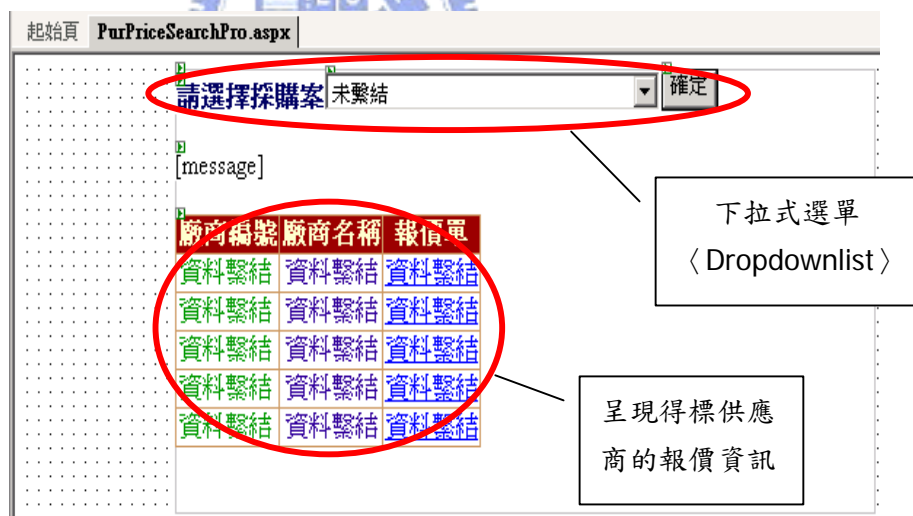 起始頁 PurPriceSearchPro.aspx
請選擇採購案 未繫結 確定
[message]
下拉式選單
〈Dropdownlist〉
廠商編號 廠商名稱 報價單
資料繫結 資料繫結 資料繫結
資料繫結 資料繫結 資料繫結
資料繫結 資料繫結 資料繫結
資料繫結 資料繫結 資料繫結
資料繫結 資料繫結 資料繫結
呈現得標供應
商的報價資訊